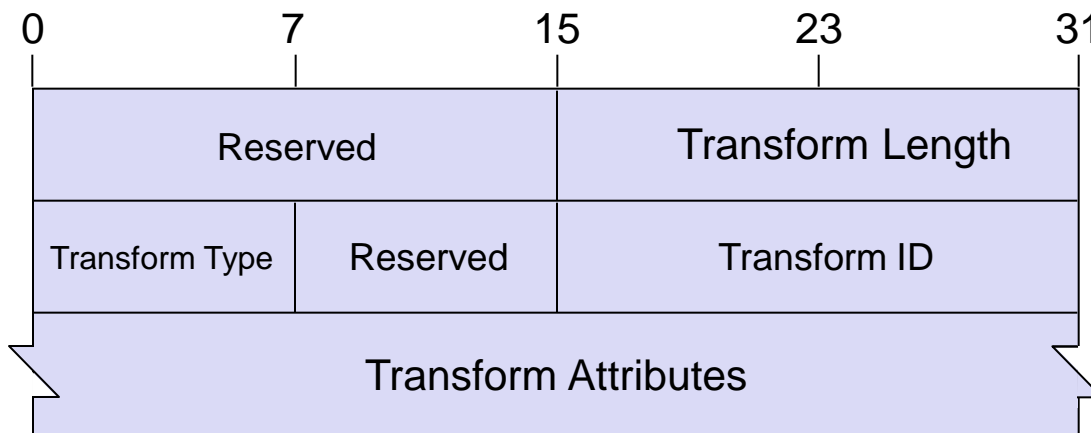 0 7 15 23 31
Reserved Transform Length
Transform Type Reserved Transform ID
Transform Attributes